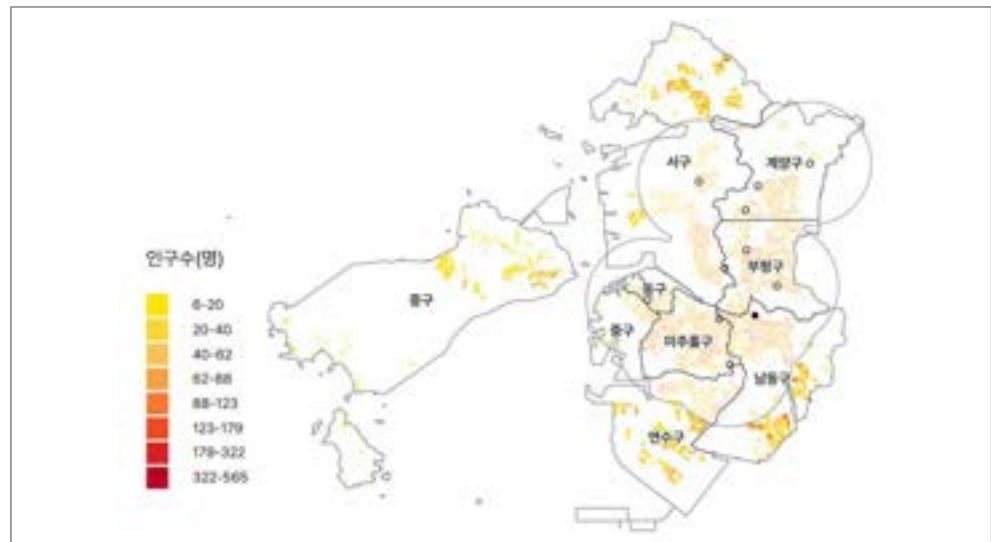 서구
계양구
인구수(명)
부평구
동구
중구
6-20
20-40
중구
미추홀구
40-62
62-88
남동구
88-123
123-179
연수구
179-322
322-565